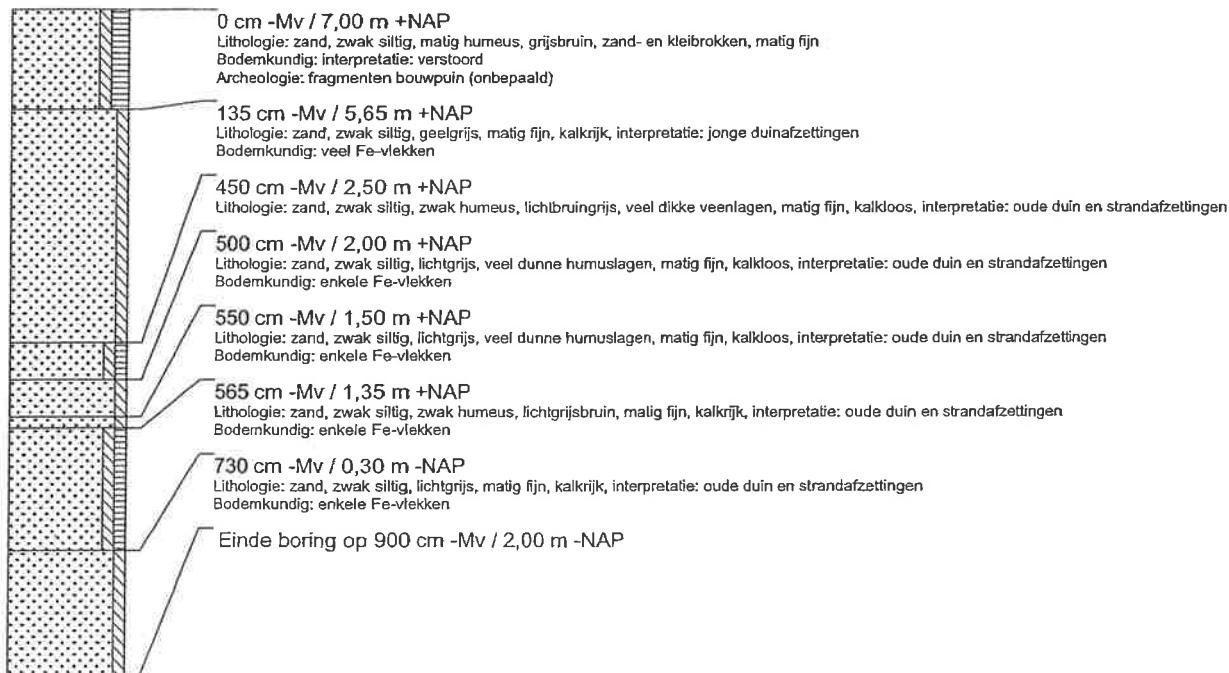 0 cm -Mv / 7,00 m +NAP
Lithologie: zand, zwak siltig, matig humeus, grijsbruin, zand- en kleibrokken, matig fijn
Bodemkundig: interpretatie: verstoord
Archeologie: fragmenten bouwpuin (onbepaald)
135 cm -Mv / 5,65 m +NAP
Lithologie: zand, zwak siltig, geelgrijs, matig fijn, kalkrijk, interpretatie: jonge duinafzettingen
Bodemkundig: veel Fe-vlekken
450 cm -Mv / 2,50 m +NAP
Lithologie: zand, zwak siltig, zwak humeus, lichtbruingrijs, veel dikke veenlagen, matig fijn, kalkloos, interpretatie: oude duin en strandafzettingen
500 cm -Mv / 2,00 m +NAP
Lithologie: zand, zwak siltig, lichtgrijs, veel dunne humuslagen, matig fijn, kalkloos, interpretatie: oude duin en strandafzettingen
Bodemkundig: enkele Fe-vlekken
550 cm -Mv / 1,50 m +NAP
Lithologie: zand, zwak siltig, lichtgrijs, veel dunne humuslagen, matig fijn, kalkloos, interpretatie: oude duin en strandafzettingen
Bodemkundig: enkele Fe-vlekken
565 cm -Mv / 1,35 m +NAP
Lithologie: zand, zwak siltig, zwak humeus, lichtgrijsbruin, matig fijn, kalkrijk, interpretatie: oude duin en strandafzettingen
Bodemkundig: enkele Fe-vlekken
730 cm -Mv / 0,30 m -NAP
Lithologie: zand, zwak siltig, lichtgrijs, matig fijn, kalkrijk, interpretatie: oude duin en strandafzettingen
Bodemkundig: enkele Fe-vlekken
Einde boring op 900 cm -Mv / 2,00 m -NAP